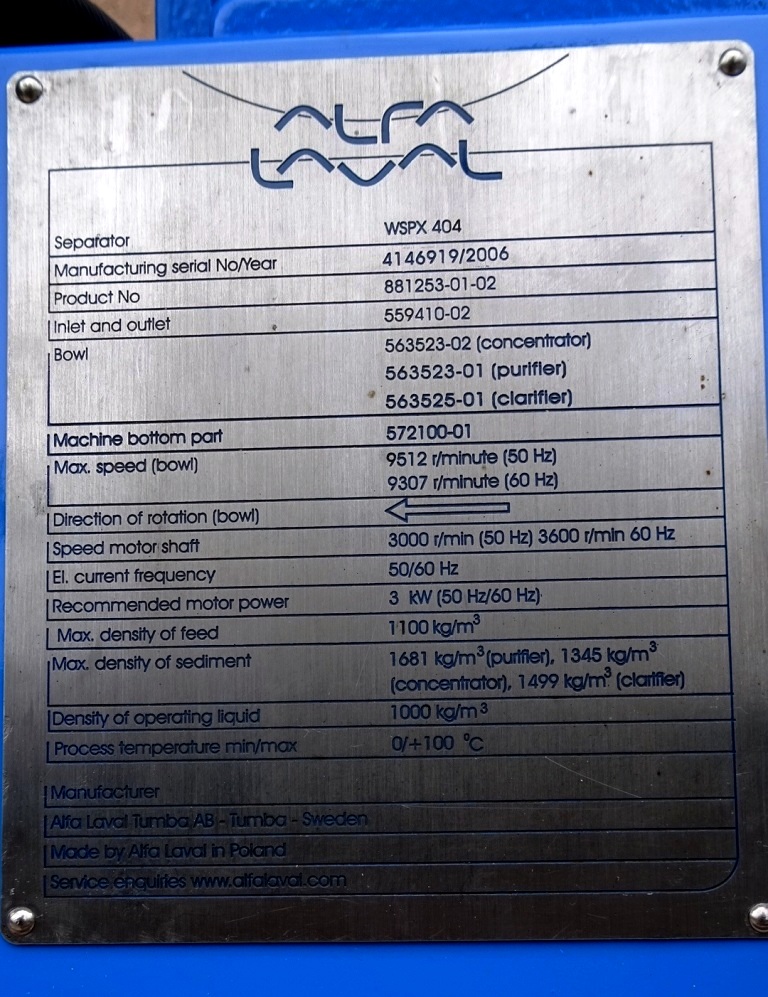 ALFA
LAVAL
Separator WSPX 404
Manufacturing serial No/Year 4146919/2006
Product No 881253-01-02
Inlet and outlet 559410-02
Bowl 563523-02 (concentrator)
563523-01 (purifier)
563525-01 (clarifier)
Machine bottom part 572100-01
Max. speed (bowl) 9512 r/minute (50 Hz)
9307 r/minute (60 Hz)
Direction of rotation (bowl)
Speed motor shaft 3000 r/min (50 Hz) 3600 r/min 60 Hz
El. current frequency 50/60 Hz
Recommended motor power 3 kW (50 Hz/60 Hz)
Max. density of feed 1100 kg/m³
Max. density of sediment 1681 kg/m³ (purifier), 1345 kg/m³
(concentrator), 1499 kg/m³ (clarifier)
Density of operating liquid 1000 kg/m³
Process temperature min/max 0/+100 °C
Manufacturer
Alfa Laval Tumba AB - Tumba - Sweden
Made by Alfa Laval in Poland
Service enquiries www.alfalaval.com